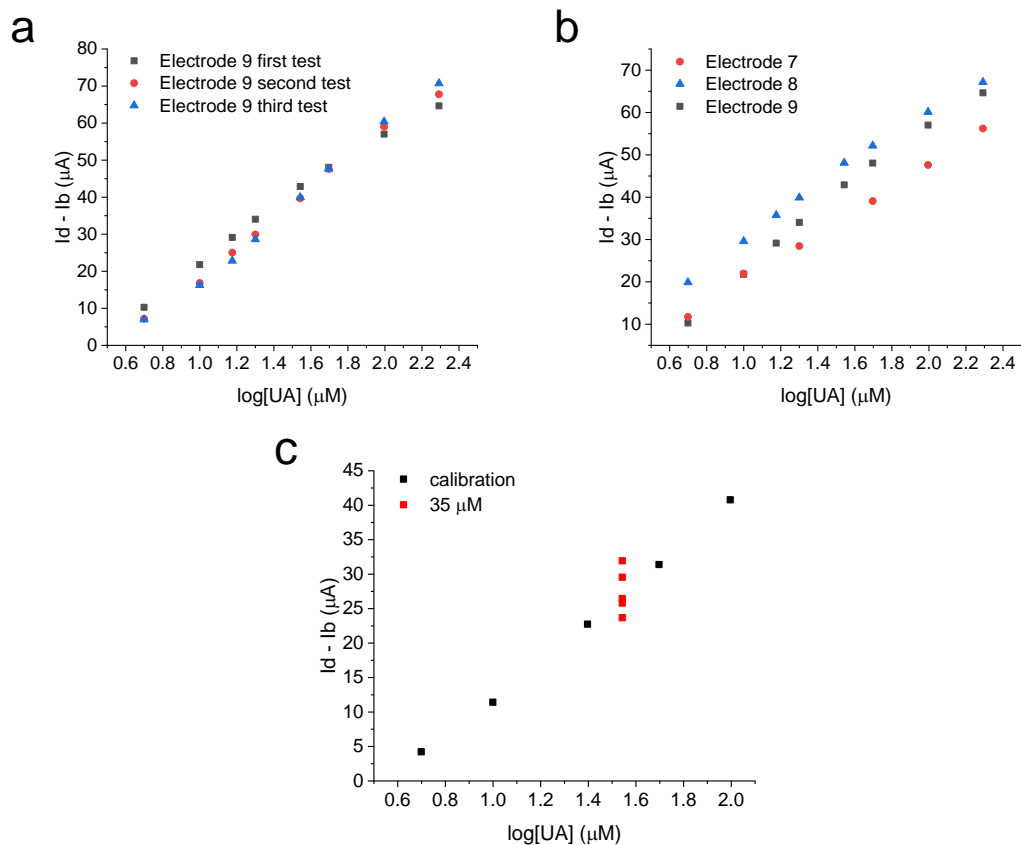 a
Electrode 9 first test
Electrode 9 second test
Electrode 9 third test
80
70
60
50
40
30
20
10
0
Id - Ib (μA)
0.6 0.8 1.0 1.2 1.4 1.6 1.8 2.0 2.2 2.4
log[UA] (μM)
b
Electrode 7
Electrode 8
Electrode 9
70
60
50
40
30
20
10
Id - Ib (μA)
0.6 0.8 1.0 1.2 1.4 1.6 1.8 2.0 2.2 2.4
log[UA] (μM)
c
calibration
35 μM
45
40
35
30
25
20
15
10
5
0
Id - Ib (μA)
0.6 0.8 1.0 1.2 1.4 1.6 1.8 2.0
log[UA] (μM)